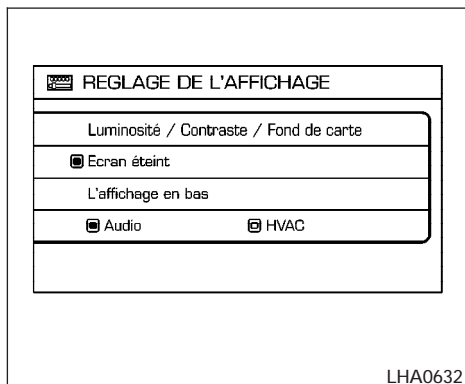 REGLAGE DE L'AFFICHAGE
Luminosité / Contraste / Fond de carte
Ecran éteint
L'affichage en bas
Audio HVAC
LHA0632